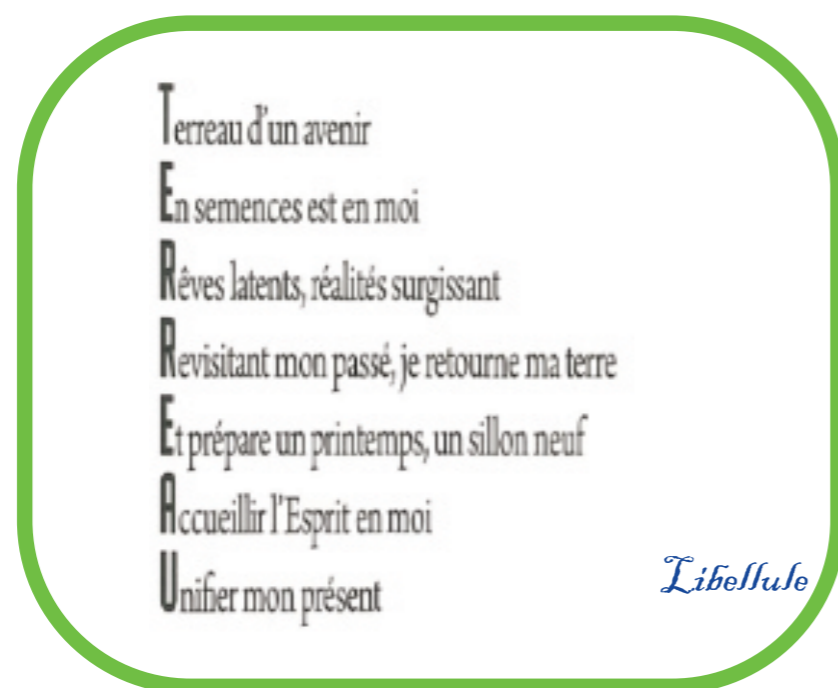 Terreau d'un avenir
En semences est en moi
Rêves latents, réalités surgissant
Revisitant mon passé, je retourne ma terre
Et prépare un printemps, un sillon neuf
Accueillir l'Esprit en moi
Unifier mon présent
Libellule